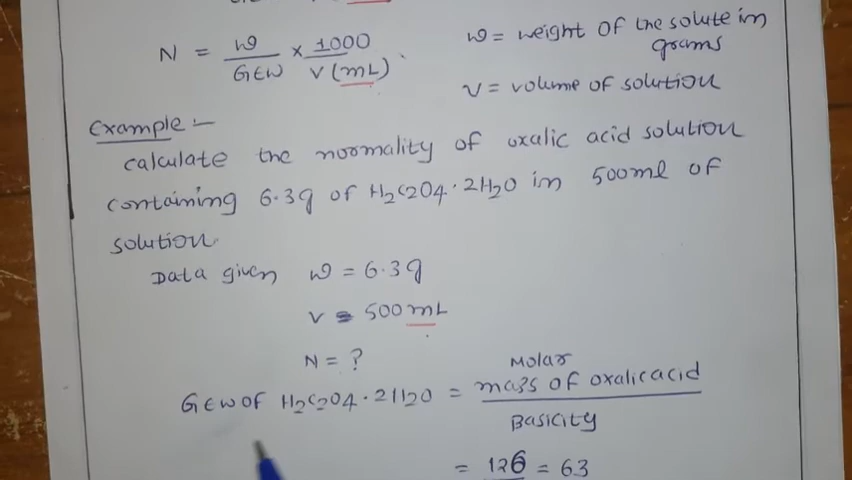 N = w/GEW × 1000/V (mL)
w = weight of the solute in grams
V = volume of solution
Example :-
calculate the normality of oxalic acid solution
containing 6.3g of H2C2O4 . 2H2O in 500ml of
solution.
Data given w = 6.3g
V = 500 mL
N = ?
GEW of H2C2O4 . 2H2O = Molar mass of oxalic acid / Basicity
= 126 = 63